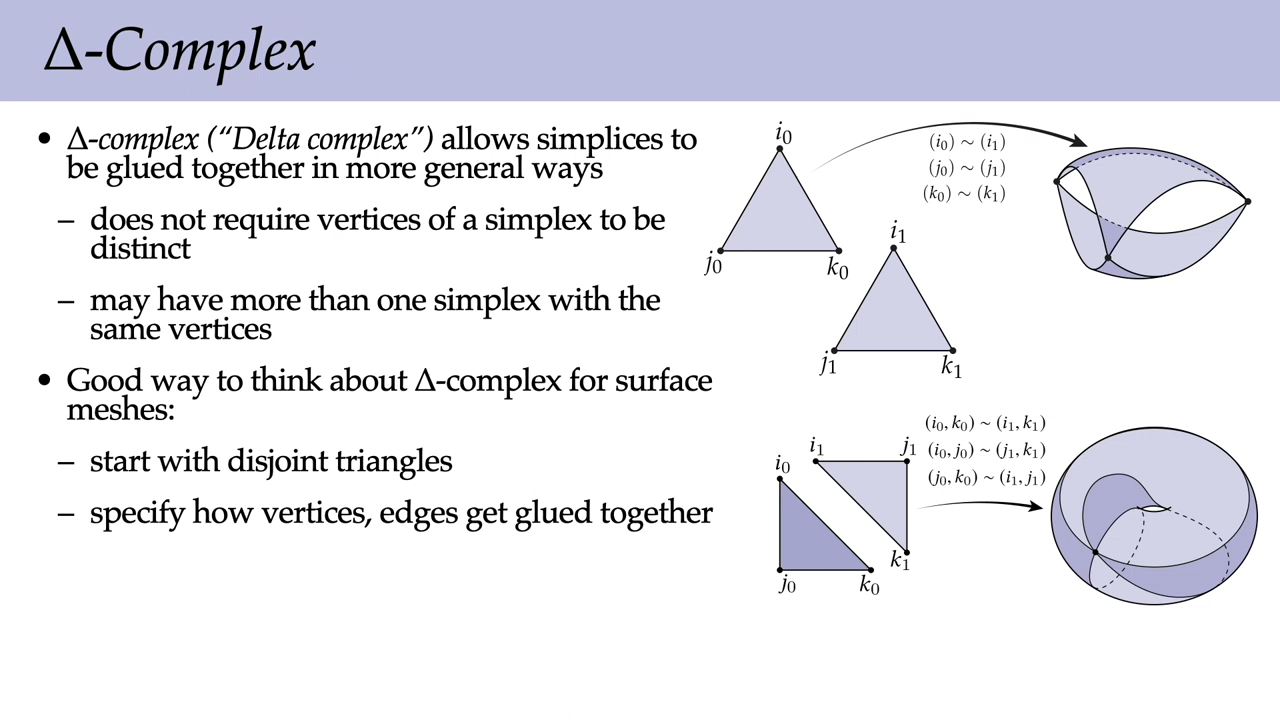 Δ-Complex
• Δ-complex (“Delta complex”) allows simplices to
be glued together in more general ways
– does not require vertices of a simplex to be
distinct
– may have more than one simplex with the
same vertices
• Good way to think about Δ-complex for surface
meshes:
– start with disjoint triangles
– specify how vertices, edges get glued together
i₀
j₀
k₀
i₁
j₁
k₁
(i₀) ∼ (i₁)
(j₀) ∼ (j₁)
(k₀) ∼ (k₁)
i₀
j₀
k₀
i₁
j₁
k₁
(i₀, k₀) ∼ (i₁, k₁)
(i₀, j₀) ∼ (j₁, k₁)
(j₀, k₀) ∼ (i₁, j₁)